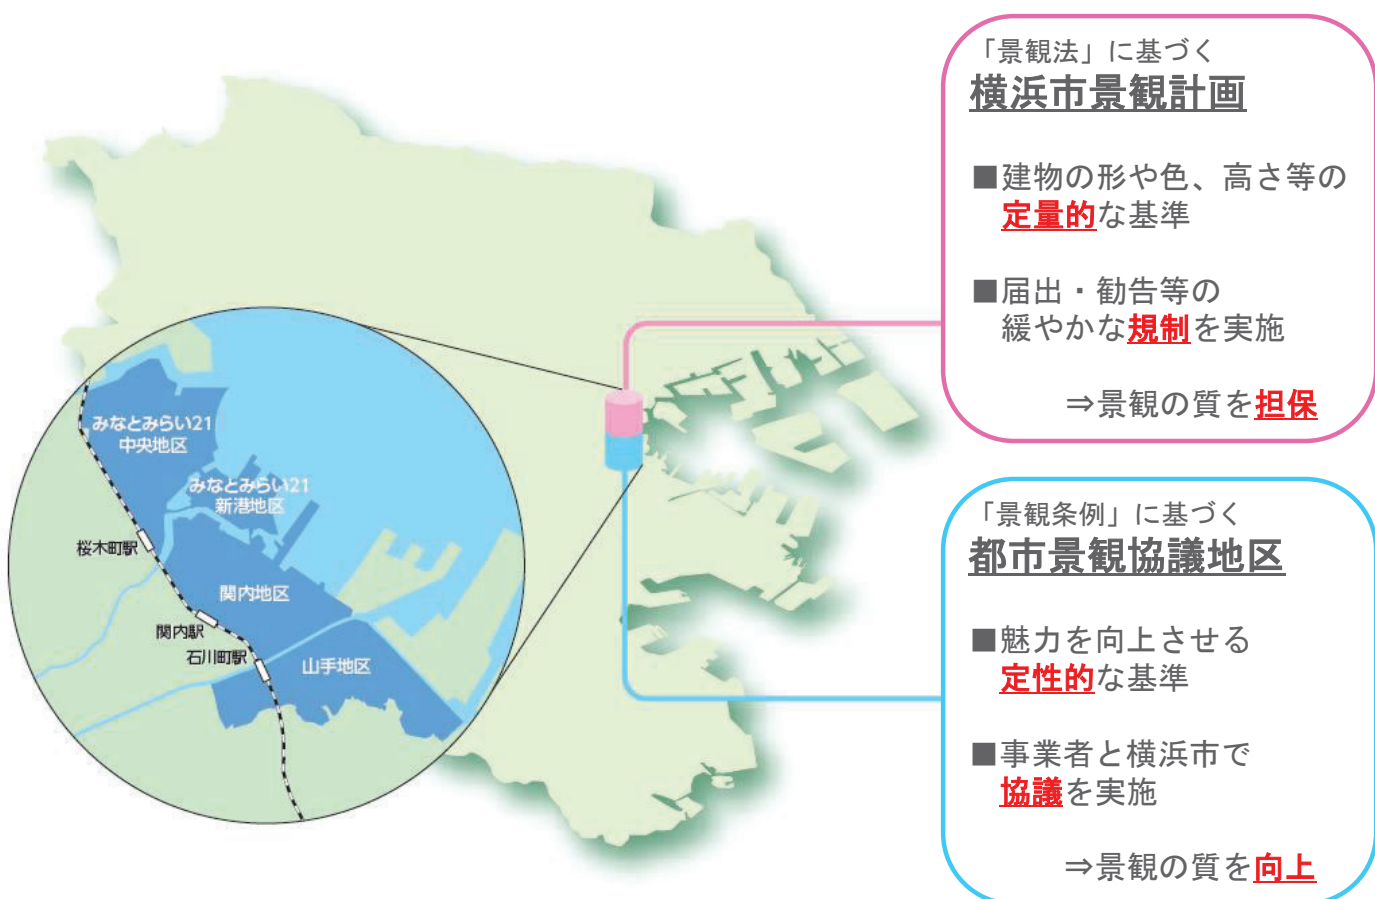 「景観法」に基づく
横浜市景観計画
■建物の形や色、高さ等の
定量的な基準
■届出・勧告等の
緩やかな規制を実施
⇒景観の質を担保
「景観条例」に基づく
都市景観協議地区
■魅力を向上させる
定性的な基準
■事業者と横浜市で
協議を実施
⇒景観の質を向上
みなとみらい21
中央地区
みなとみらい21
新港地区
桜木町駅
関内地区
関内駅
石川町駅
山手地区